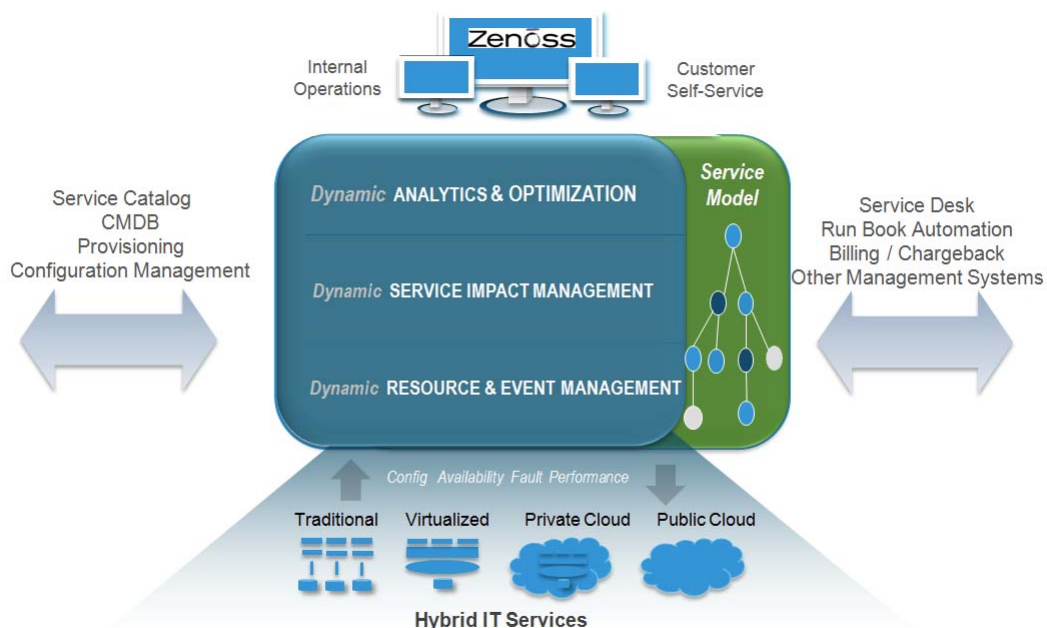 Zenoss
Internal
Operations
Customer
Self-Service
Service Catalog
CMDB
Provisioning
Configuration Management
Dynamic ANALYTICS & OPTIMIZATION
Dynamic SERVICE IMPACT MANAGEMENT
Dynamic RESOURCE & EVENT MANAGEMENT
Service
Model
Service Desk
Run Book Automation
Billing / Chargeback
Other Management Systems
Config Availability Fault Performance
Traditional
Virtualized
Private Cloud
Public Cloud
Hybrid IT Services